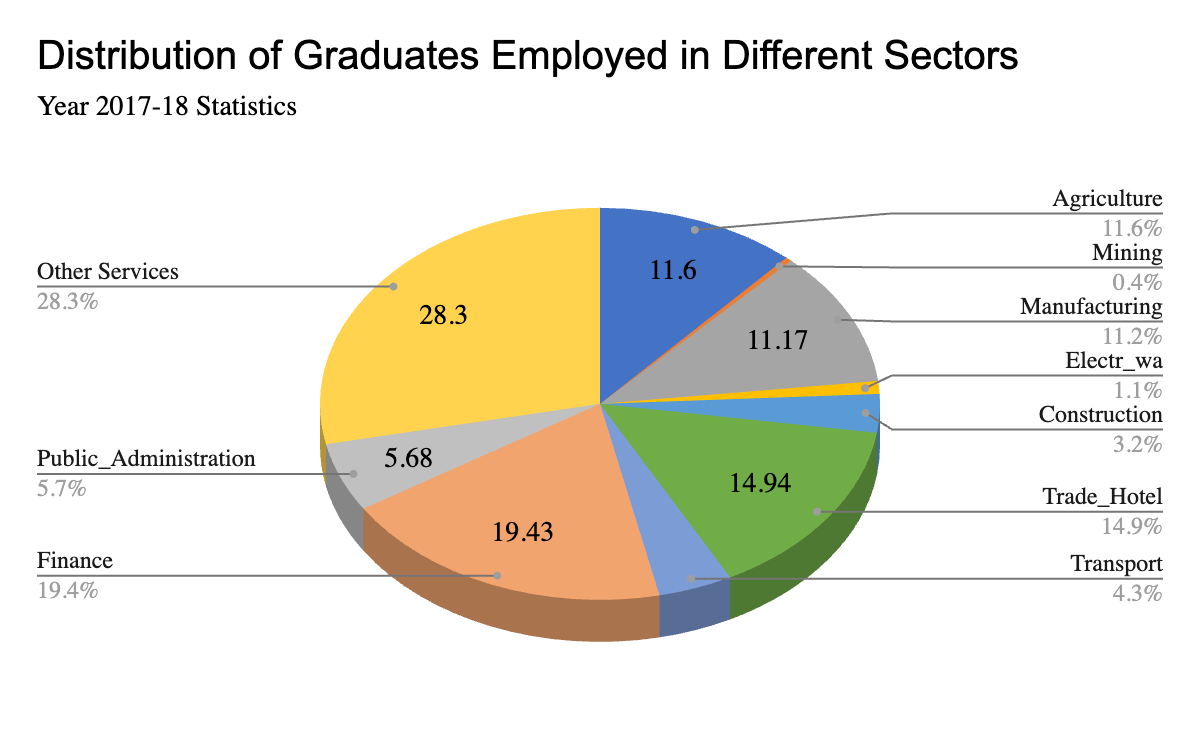 Distribution of Graduates Employed in Different Sectors
Year 2017-18 Statistics
Agriculture
11.6%
Mining
0.4%
Manufacturing
11.2%
Electr_wa
1.1%
Construction
3.2%
Trade_Hotel
14.9%
Transport
4.3%
Other Services
28.3%
Public_Administration
5.7%
Finance
19.4%
11.6
11.17
14.94
19.43
5.68
28.3